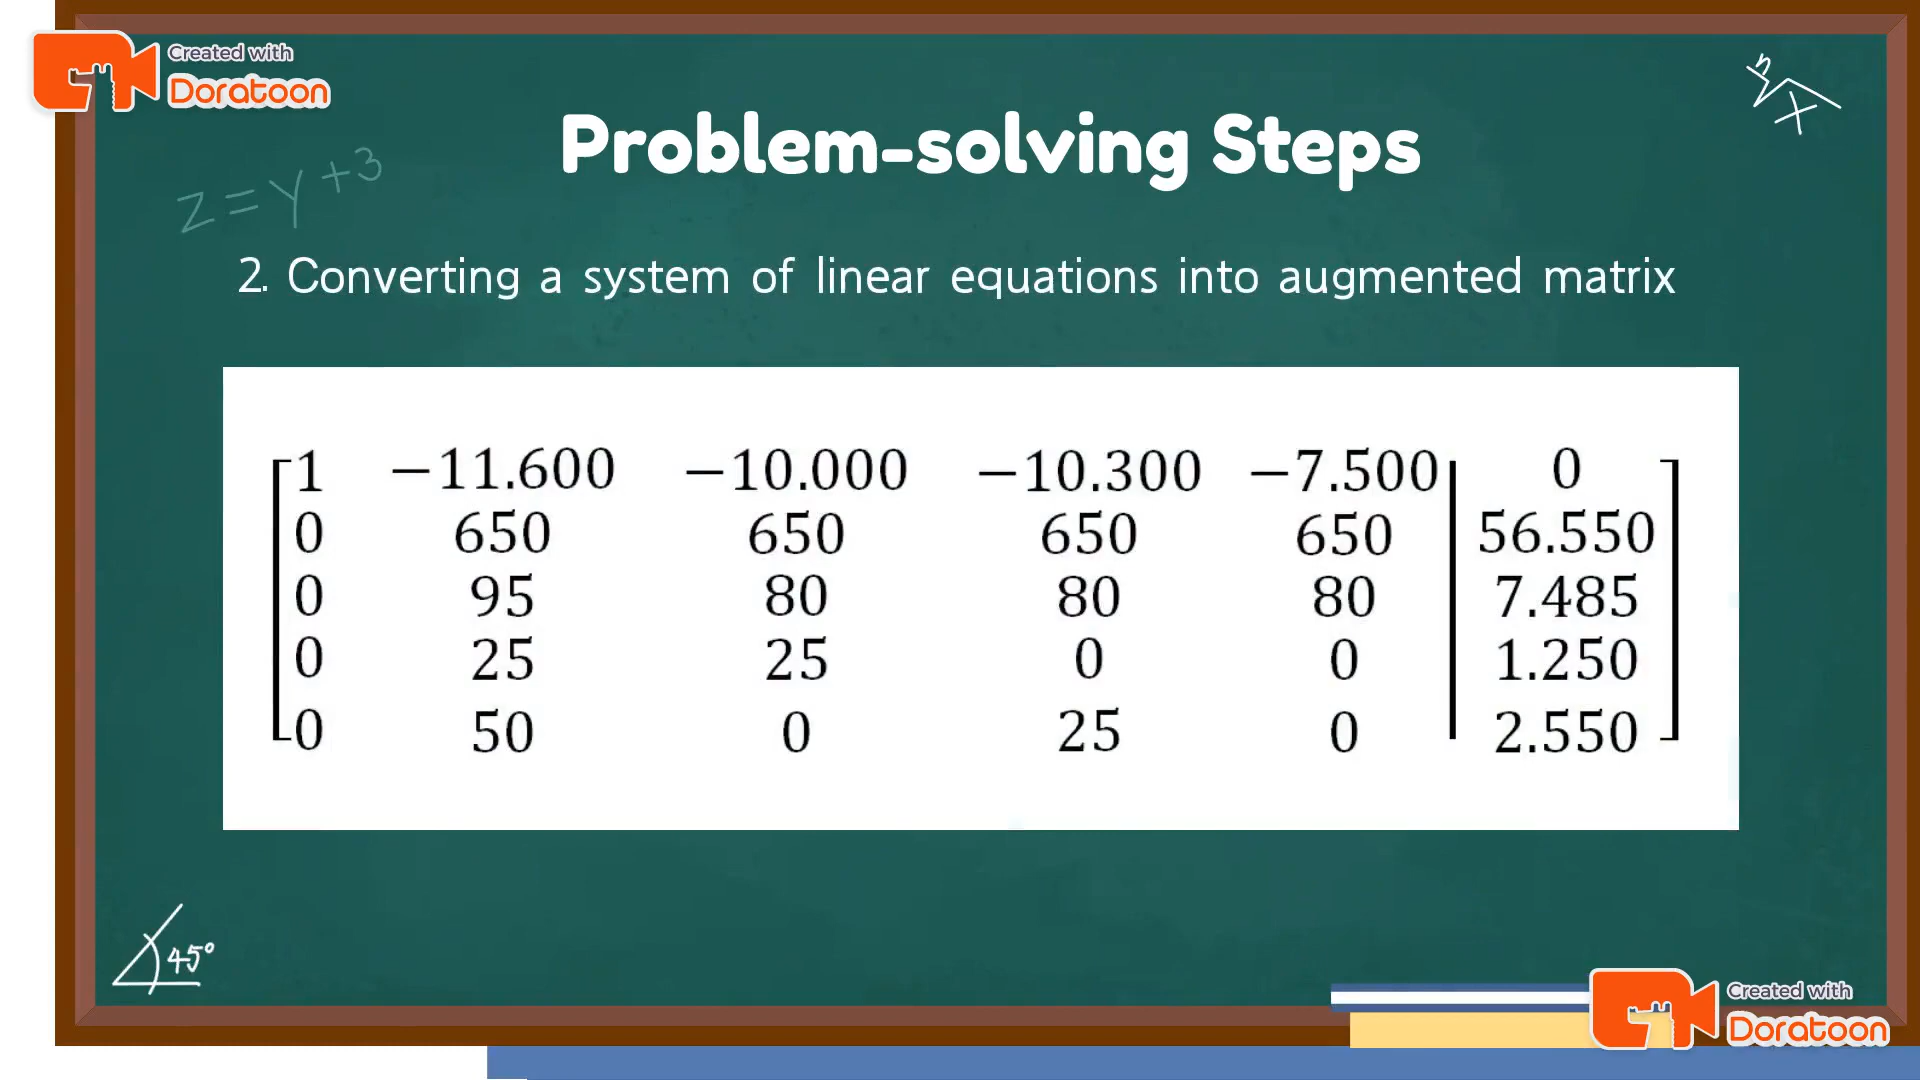 Created with
Doratoon
Problem-solving Steps
z=y+3
2. Converting a system of linear equations into augmented matrix
1 −11.600 −10.000 −10.300 −7.500 0
0 650 650 650 650 56.550
0 95 80 80 80 7.485
0 25 25 0 0 1.250
0 50 0 25 0 2.550
45°
Created with
Doratoon